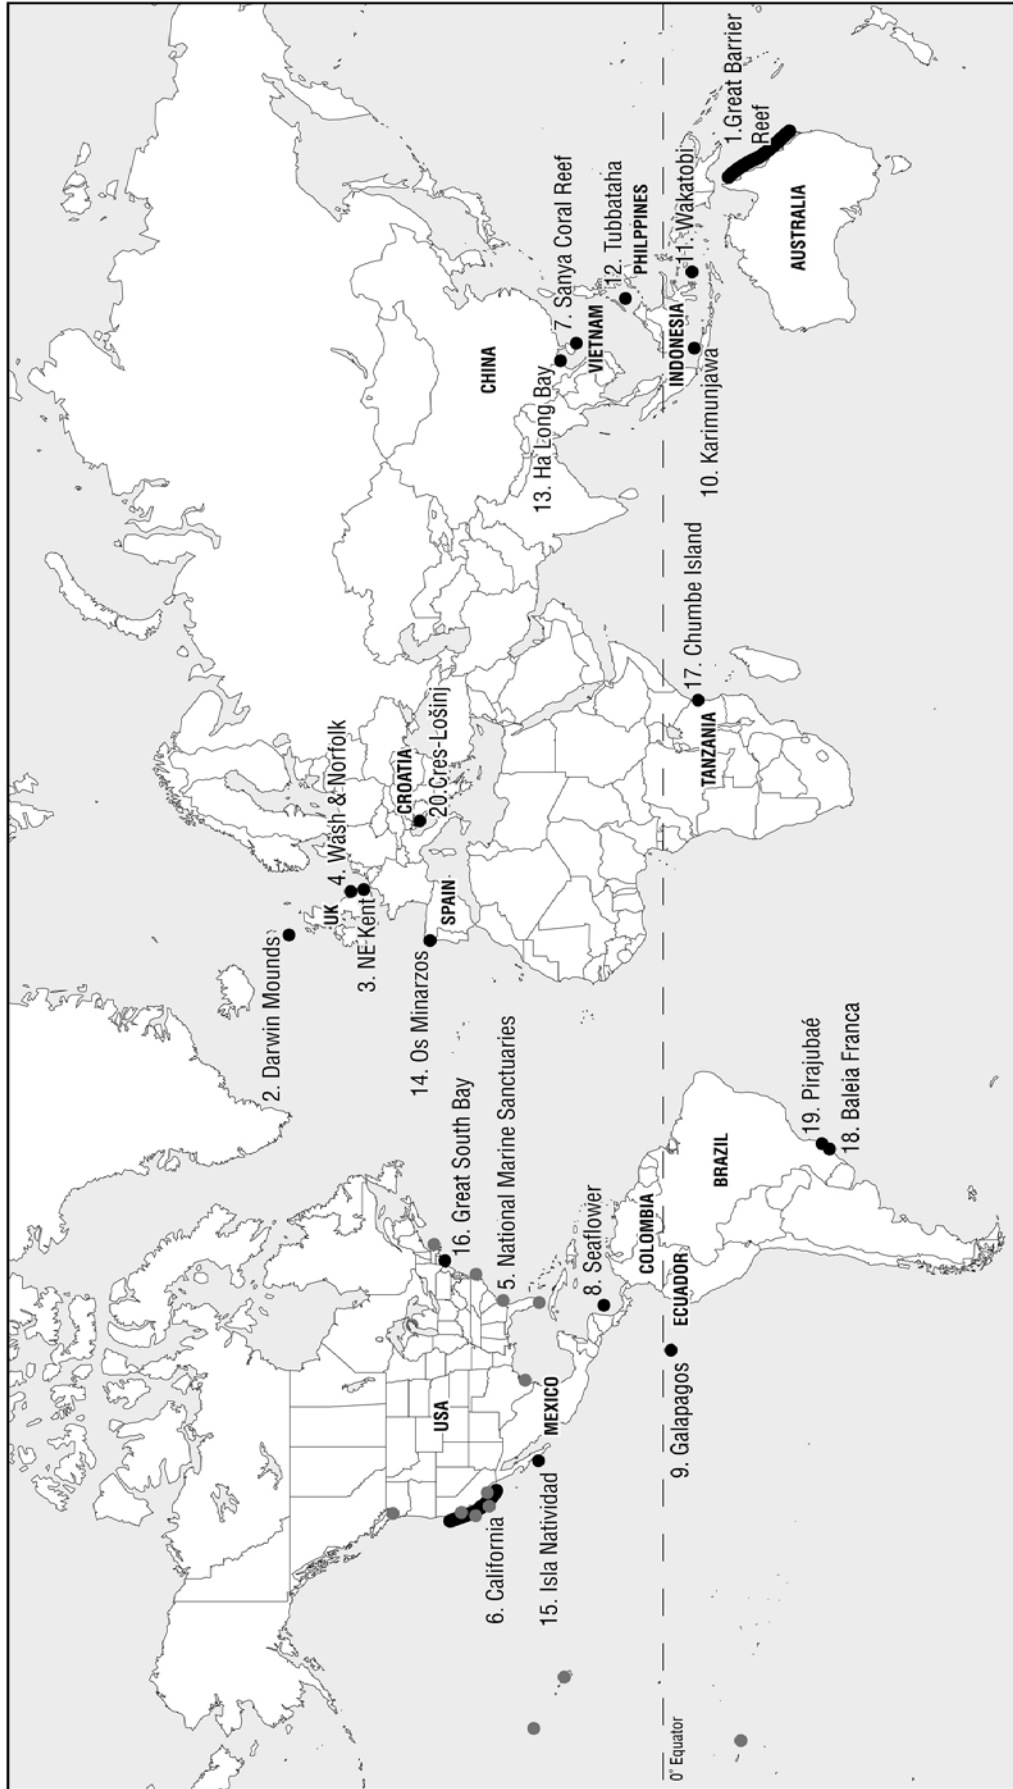 2. Darwin Mounds
UK
4. Wash & Norfolk
3. NE Kent
CROATIA
20.Cres-Lošinj
14. Os Minarzos
SPAIN
CHINA
16. Great South Bay
USA
5. National Marine Sanctuaries
6. California
15. Isla Natividad
MEXICO
8. Seaflower
13. Ha Long Bay
7. Sanya Coral Reef
VIETNAM
12. Tubbataha
PHILPPINES
0° Equator
9. Galapagos
ECUADOR
COLOMBIA
BRAZIL
19. Pirajubaé
18. Baleia Franca
TANZANIA
17. Chumbe Island
INDONESIA
10. Karimunjawa
11. Wakatobi
1.Great Barrier
Reef
AUSTRALIA